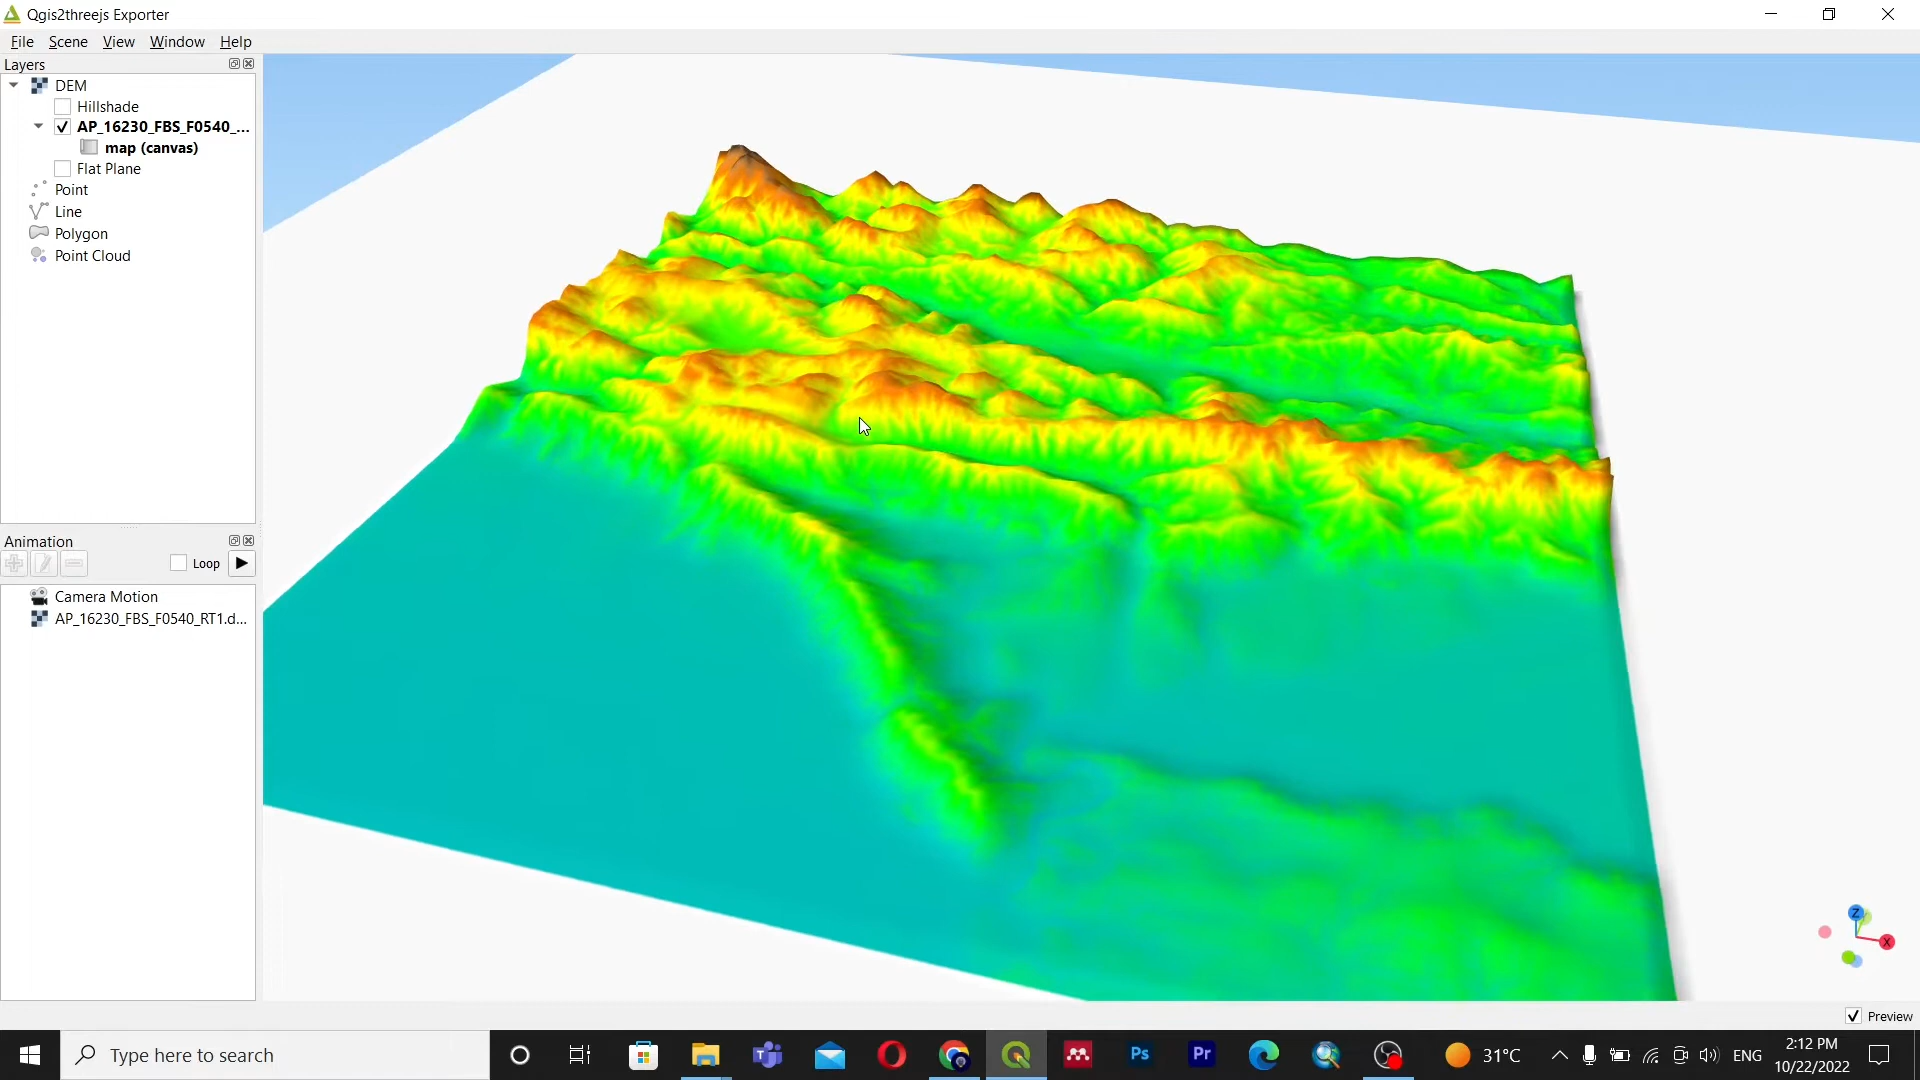 Qgis2threejs Exporter
File Scene View Window Help
Layers
DEM
Hillshade
AP_16230_FBS_F0540_...
map (canvas)
Flat Plane
Point
Line
Polygon
Point Cloud
Animation
Loop
Camera Motion
AP_16230_FBS_F0540_RT1.d...
Z
X
Preview
Type here to search
Ps
Pr
31°C
ENG
2:12 PM
10/22/2022